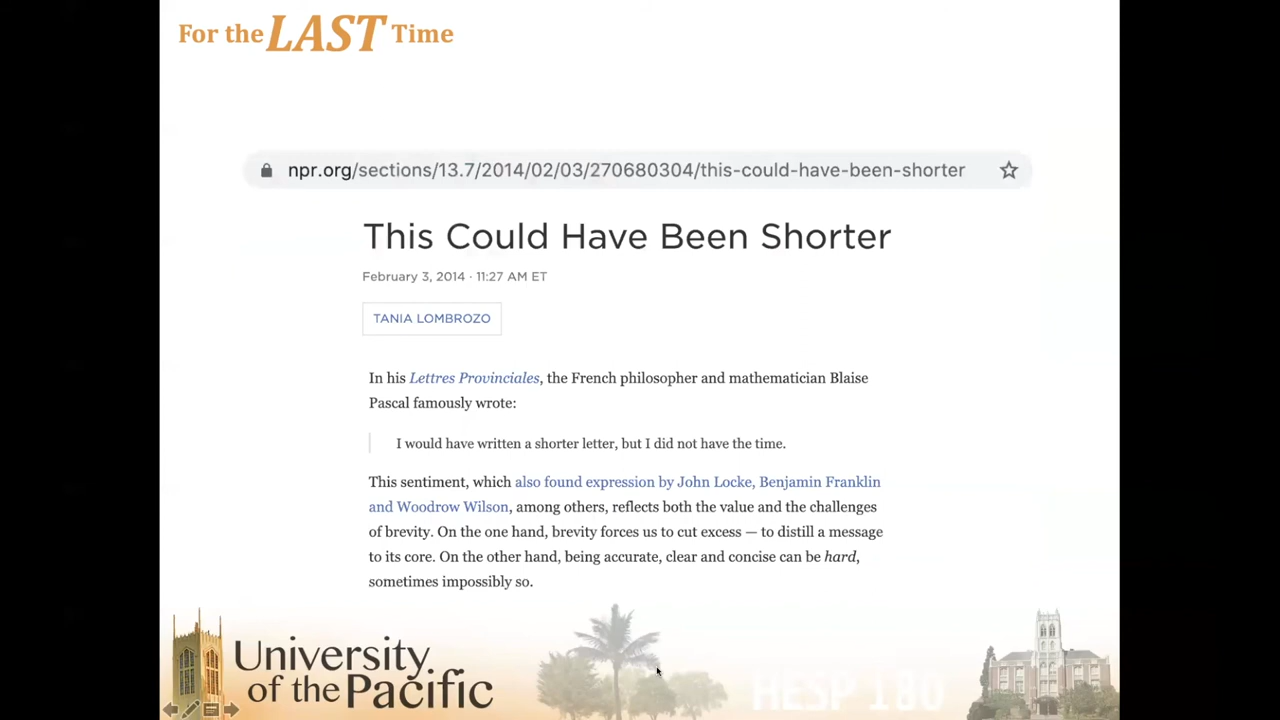 For the LAST Time
npr.org/sections/13.7/2014/02/03/270680304/this-could-have-been-shorter
This Could Have Been Shorter
February 3, 2014 · 11:27 AM ET
TANIA LOMBROZO
In his Lettres Provinciales, the French philosopher and mathematician Blaise
Pascal famously wrote:
I would have written a shorter letter, but I did not have the time.
This sentiment, which also found expression by John Locke, Benjamin Franklin
and Woodrow Wilson, among others, reflects both the value and the challenges
of brevity. On the one hand, brevity forces us to cut excess — to distill a message
to its core. On the other hand, being accurate, clear and concise can be hard,
sometimes impossibly so.
University
of the Pacific
HESP 180